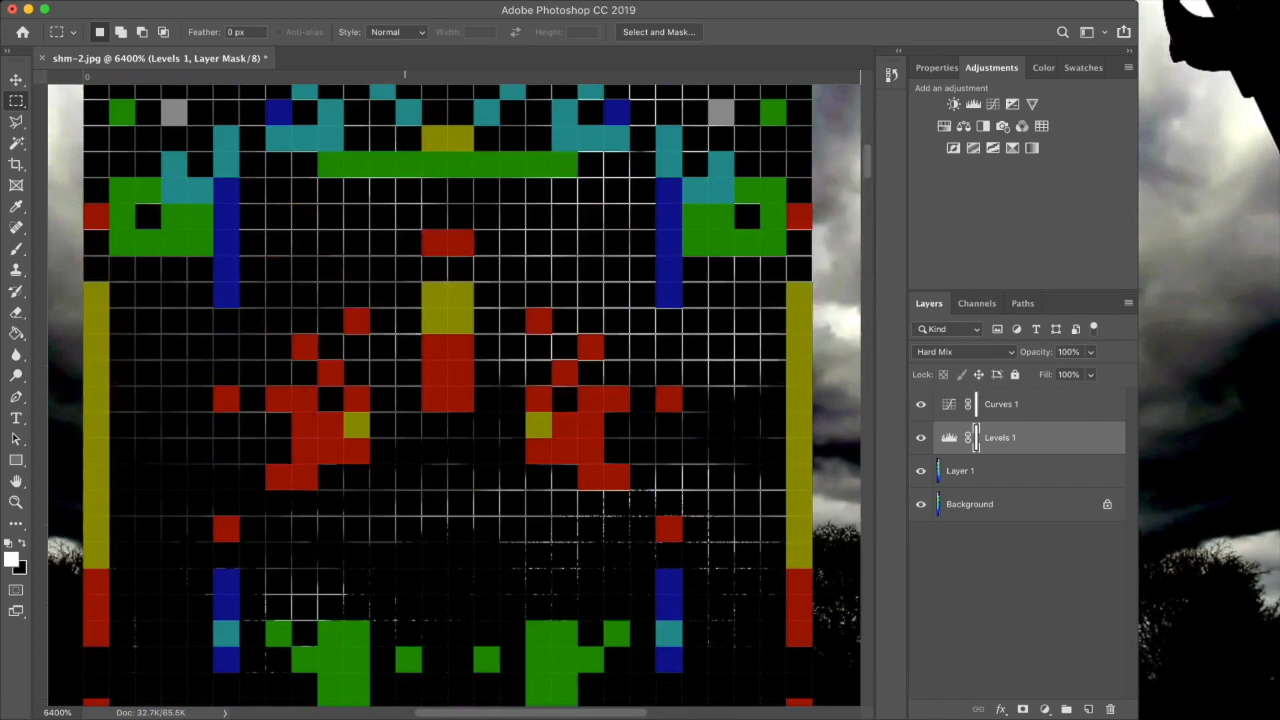 Adobe Photoshop CC 2019
Feather: 0 px
Anti-alias
Style: Normal
Width:
Height:
Select and Mask...
shm-2.jpg @ 6400% (Levels 1, Layer Mask/8) *
0
Properties
Adjustments
Color
Swatches
Add an adjustment
Layers
Channels
Paths
Kind
Hard Mix
Opacity: 100%
Lock:
Fill: 100%
Curves 1
Levels 1
Layer 1
Background
6400%
Doc: 32.7K/65.5K